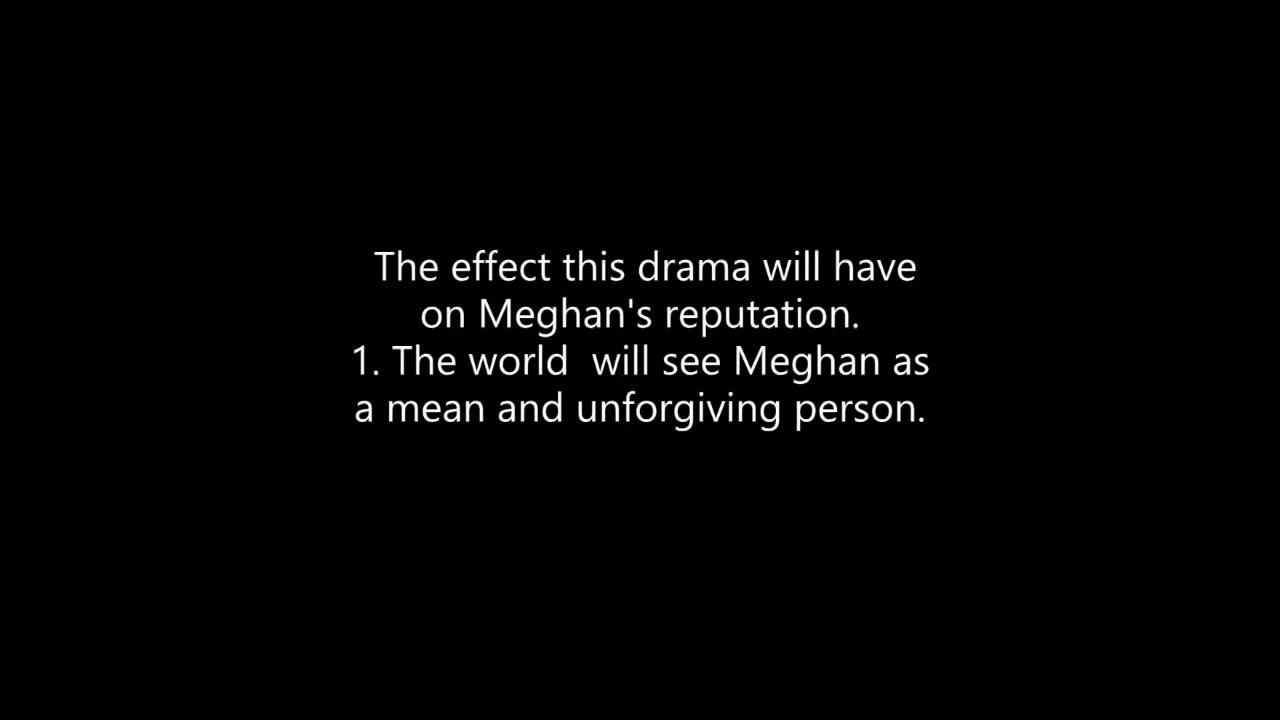 The effect this drama will have
on Meghan's reputation.
1. The world  will see Meghan as
a mean and unforgiving person.